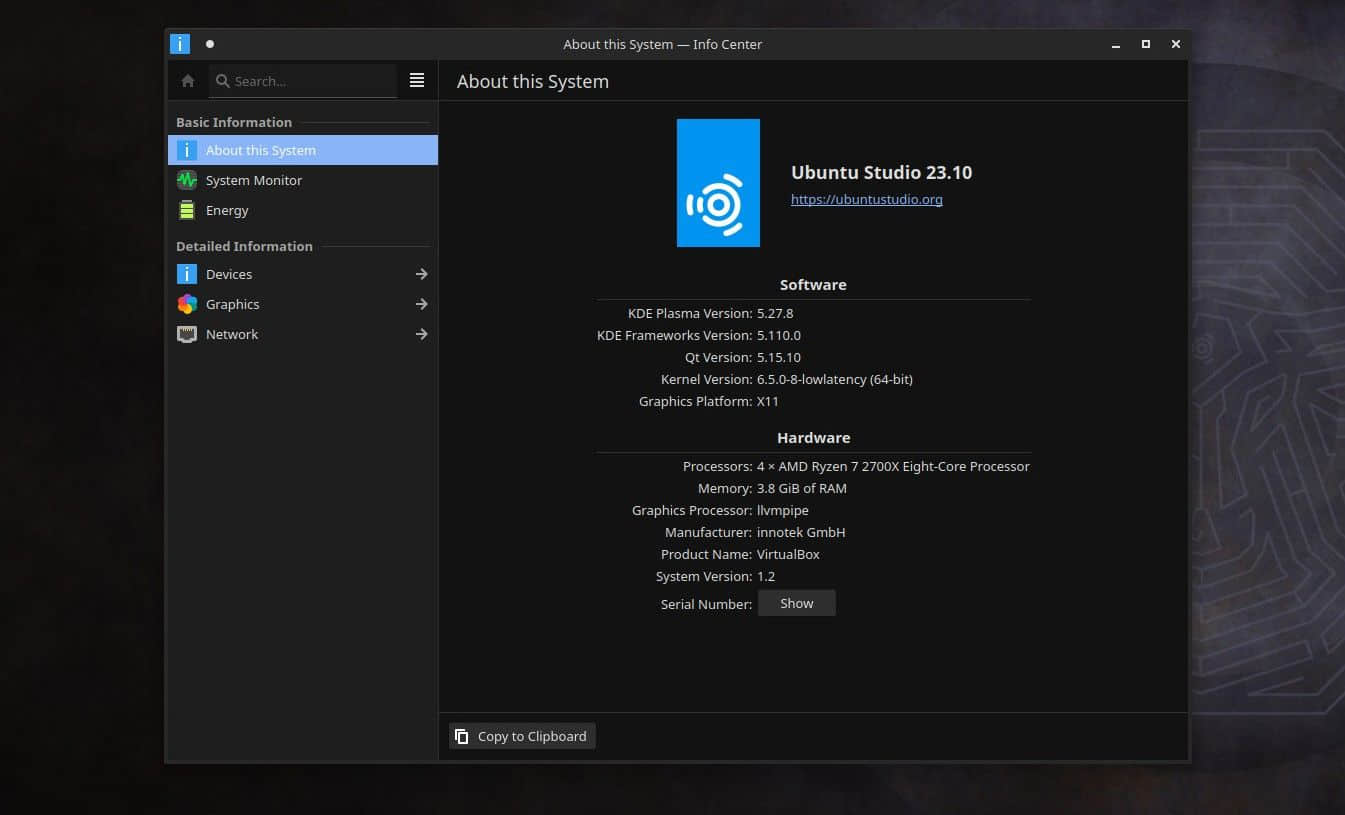 About this System — Info Center
Search...
About this System
Basic Information
About this System
System Monitor
Energy
Detailed Information
Devices
Graphics
Network
Ubuntu Studio 23.10
https://ubuntustudio.org
Software
KDE Plasma Version: 5.27.8
KDE Frameworks Version: 5.110.0
Qt Version: 5.15.10
Kernel Version: 6.5.0-8-lowlatency (64-bit)
Graphics Platform: X11
Hardware
Processors: 4 × AMD Ryzen 7 2700X Eight-Core Processor
Memory: 3.8 GiB of RAM
Graphics Processor: llvmpipe
Manufacturer: innotek GmbH
Product Name: VirtualBox
System Version: 1.2
Serial Number: Show
Copy to Clipboard